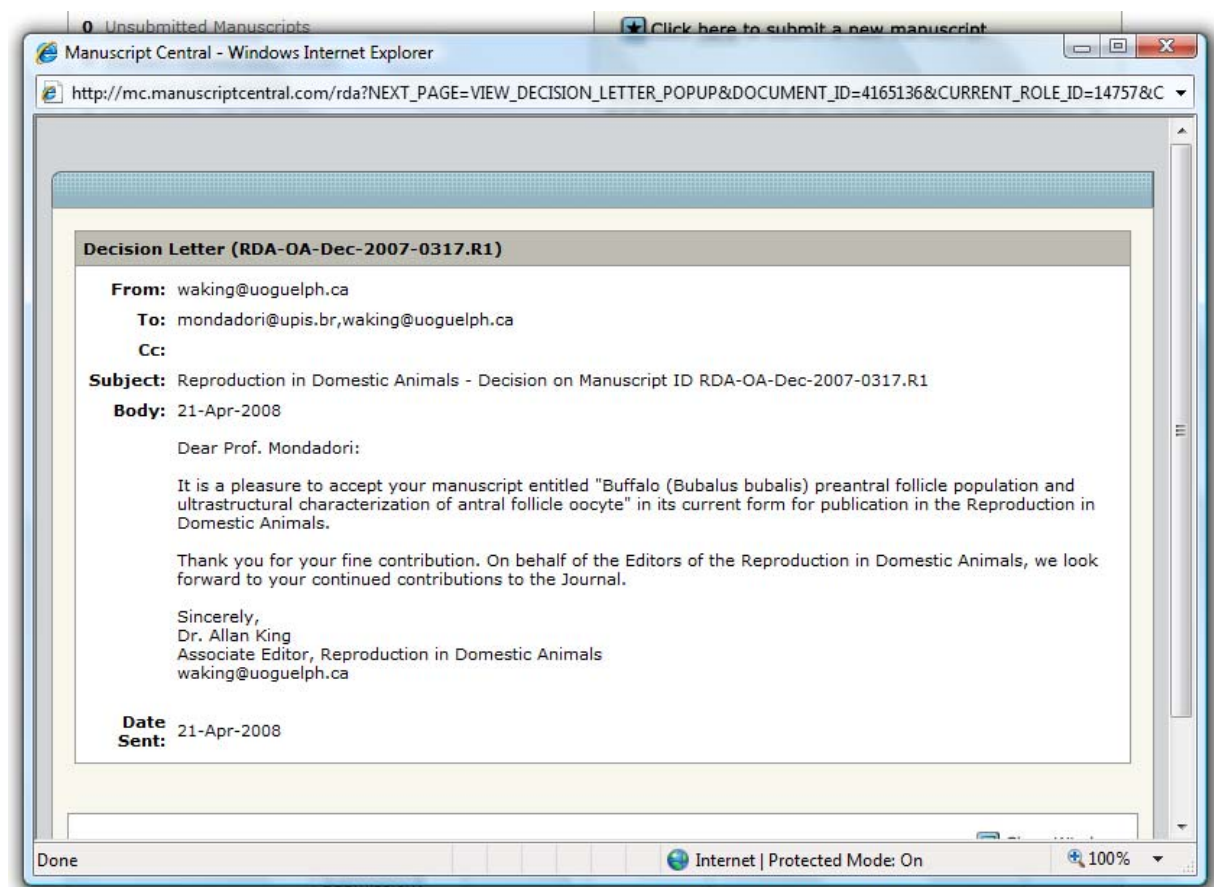 0 Unsubmitted Manuscripts
Click here to submit a new manuscript
Manuscript Central - Windows Internet Explorer
http://mc.manuscriptcentral.com/rda?NEXT_PAGE=VIEW_DECISION_LETTER_POPUP&DOCUMENT_ID=4165136&CURRENT_ROLE_ID=14757&C
Decision Letter (RDA-OA-Dec-2007-0317.R1)
From: waking@uoguelph.ca
To: mondadori@upis.br,waking@uoguelph.ca
Cc:
Subject: Reproduction in Domestic Animals - Decision on Manuscript ID RDA-OA-Dec-2007-0317.R1
Body: 21-Apr-2008
Dear Prof. Mondadori:
It is a pleasure to accept your manuscript entitled "Buffalo (Bubalus bubalis) preantral follicle population and
ultrastructural characterization of antral follicle oocyte" in its current form for publication in the Reproduction in
Domestic Animals.
Thank you for your fine contribution. On behalf of the Editors of the Reproduction in Domestic Animals, we look
forward to your continued contributions to the Journal.
Sincerely,
Dr. Allan King
Associate Editor, Reproduction in Domestic Animals
waking@uoguelph.ca
Date
Sent: 21-Apr-2008
Done
Internet | Protected Mode: On
100%